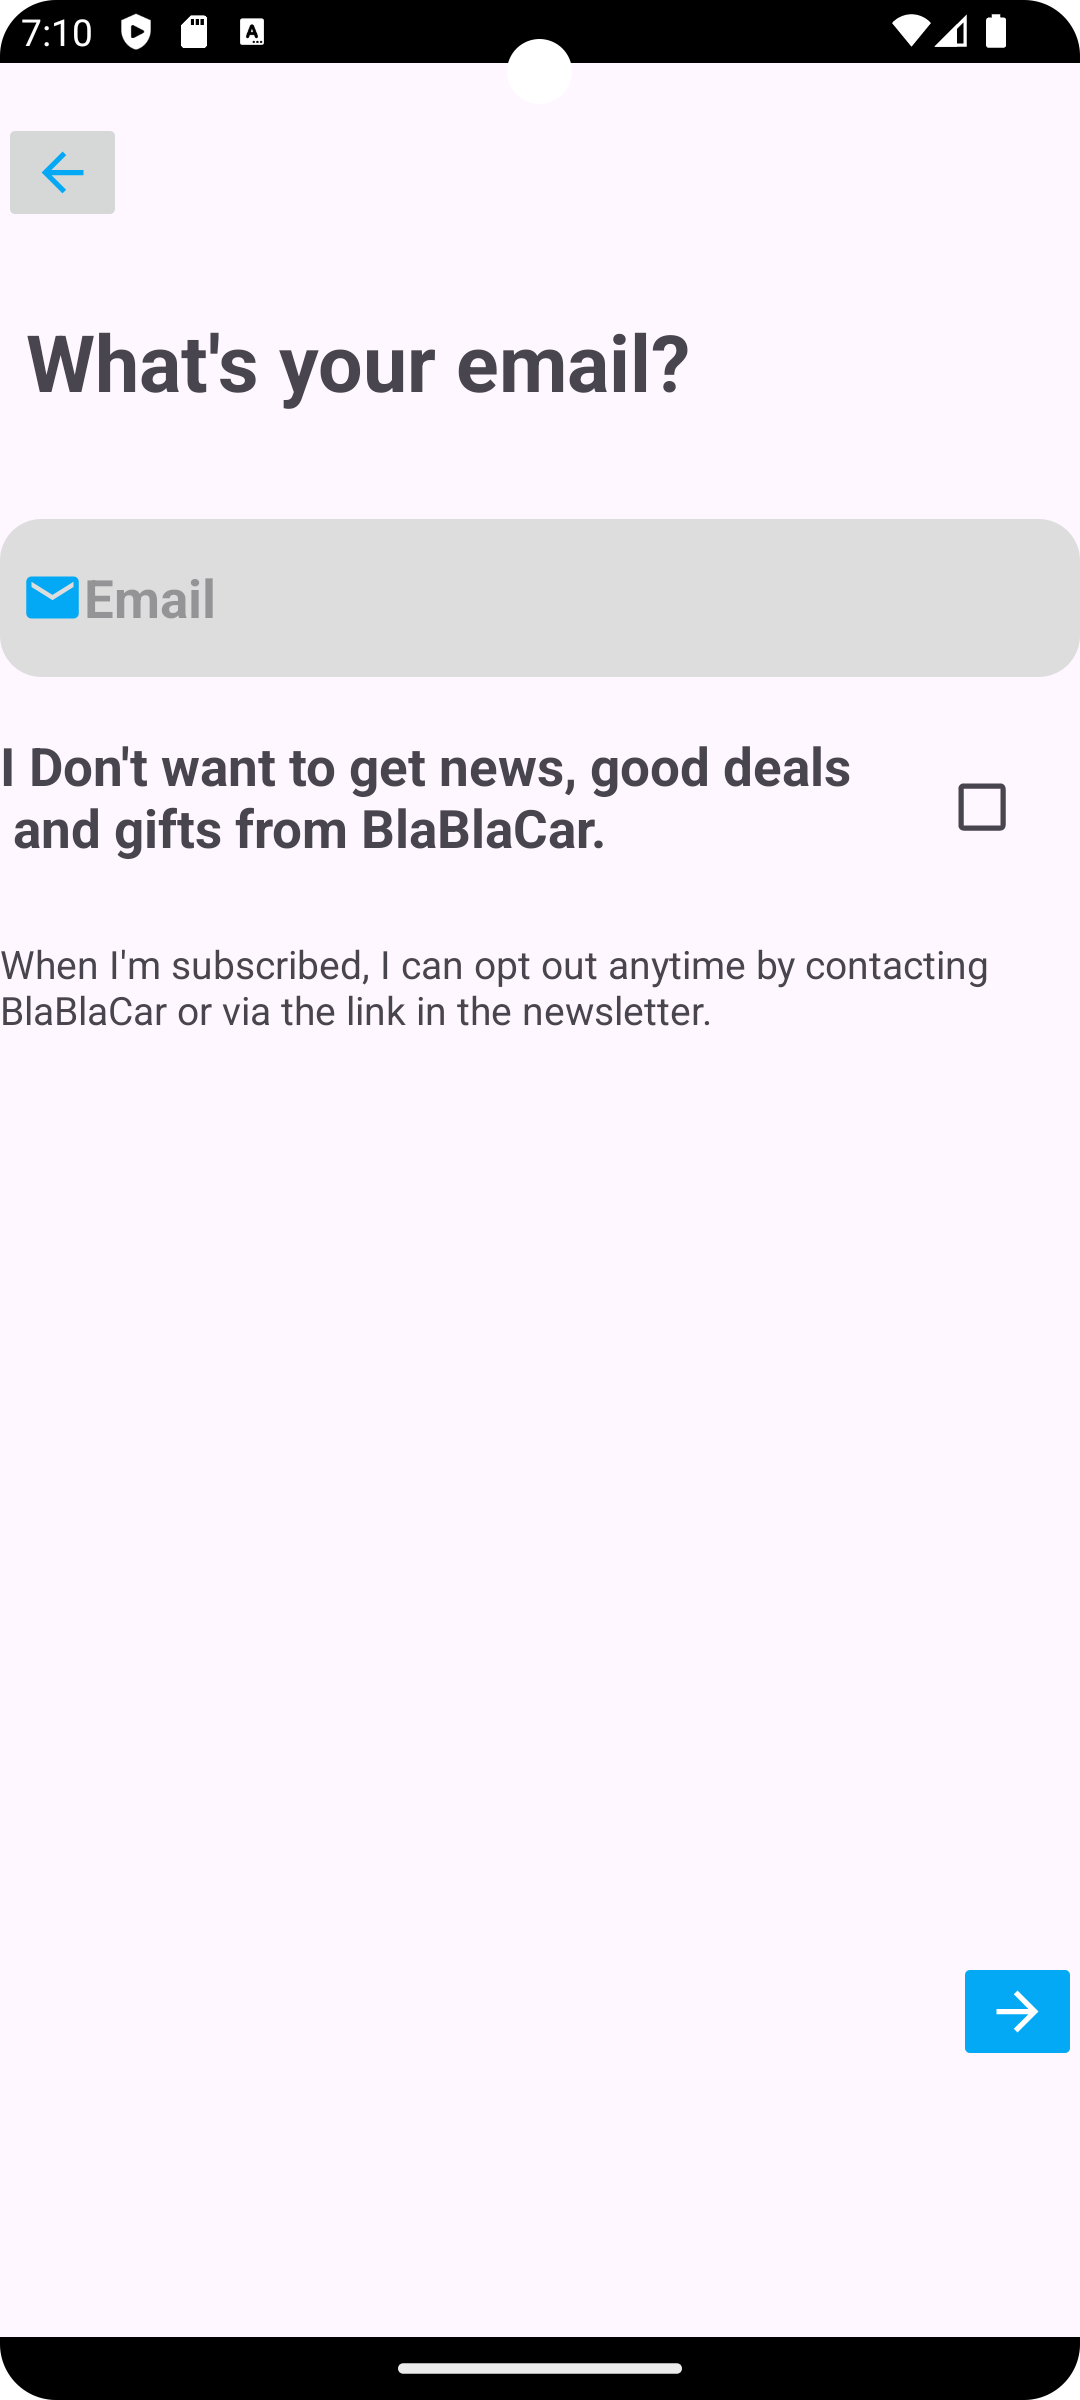 7:10
What's your email?
Email
I Don't want to get news, good deals
and gifts from BlaBlaCar.
When I'm subscribed, I can opt out anytime by contacting
BlaBlaCar or via the link in the newsletter.